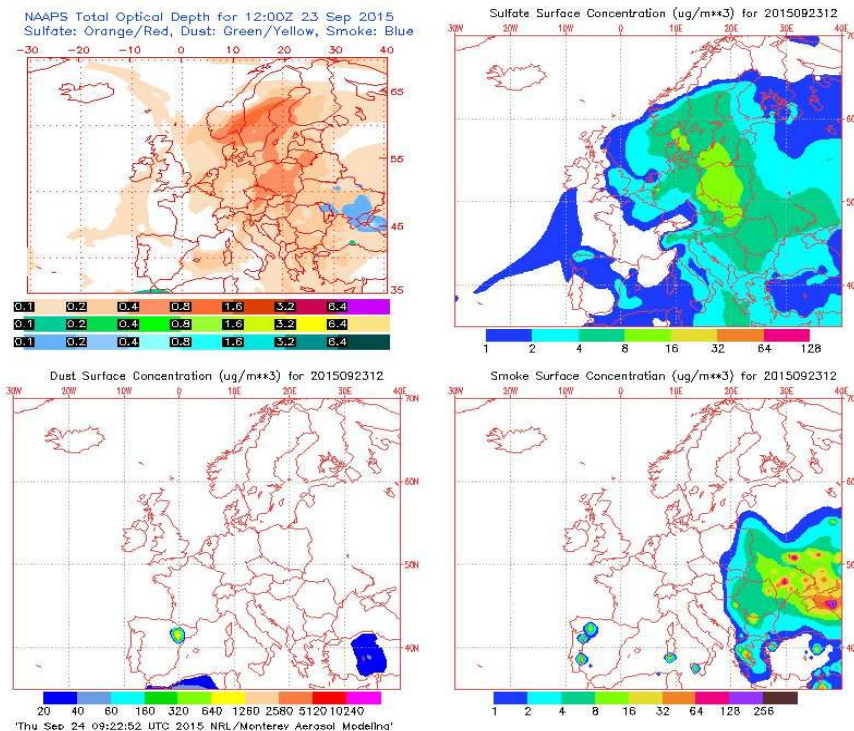 NAAPS Total Optical Depth for 12:00Z 23 Sep 2015
Sulfate: Orange/Red, Dust: Green/Yellow, Smoke: Blue
-30 -20 -10 0 10 20 30 40
65
55
45
35
0.1 0.2 0.4 0.8 1.6 3.2 6.4
0.1 0.2 0.4 0.8 1.6 3.2 6.4
0.1 0.2 0.4 0.8 1.6 3.2 6.4
Sulfate Surface Concentration (ug/m**3) for 2015092312
30W 20W 10W 0 10E 20E 30E 40E
70N
60N
50N
40N
1 2 4 8 16 32 64 128
Dust Surface Concentration (ug/m**3) for 2015092312
30W 20W 10W 0 10E 20E 30E 40E
70N
60N
50N
40N
20 40 60 160 320 640 1280 2580 5120 10240
'Thu Sep 24 09:22:52 UTC 2015 NRL/Monterey Aerosol Modeling'
Smoke Surface Concentration (ug/m**3) for 2015092312
30W 20W 10W 0 10E 20E 30E 40E
70N
60N
50N
40N
1 2 4 8 16 32 64 128 256